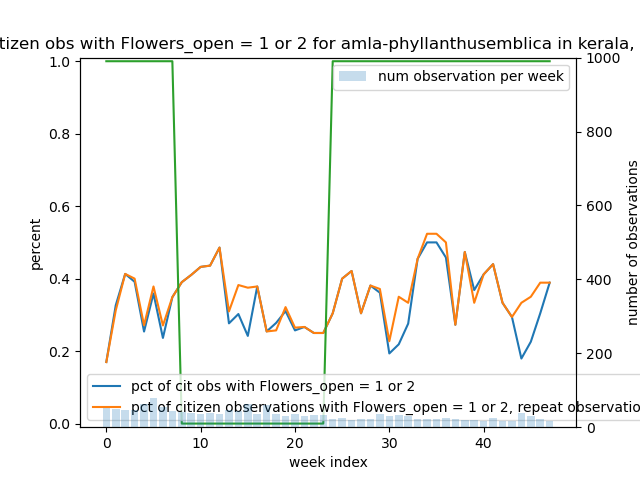 tizen obs with Flowers_open = 1 or 2 for amla-phyllanthusemblica in kerala,
num observation per week
1.0
0.8
0.6
0.4
0.2
0.0
percent
1000
800
600
400
200
0
number of observations
pct of cit obs with Flowers_open = 1 or 2
pct of citizen observations with Flowers_open = 1 or 2, repeat observatio
0 10 20 30 40
week index